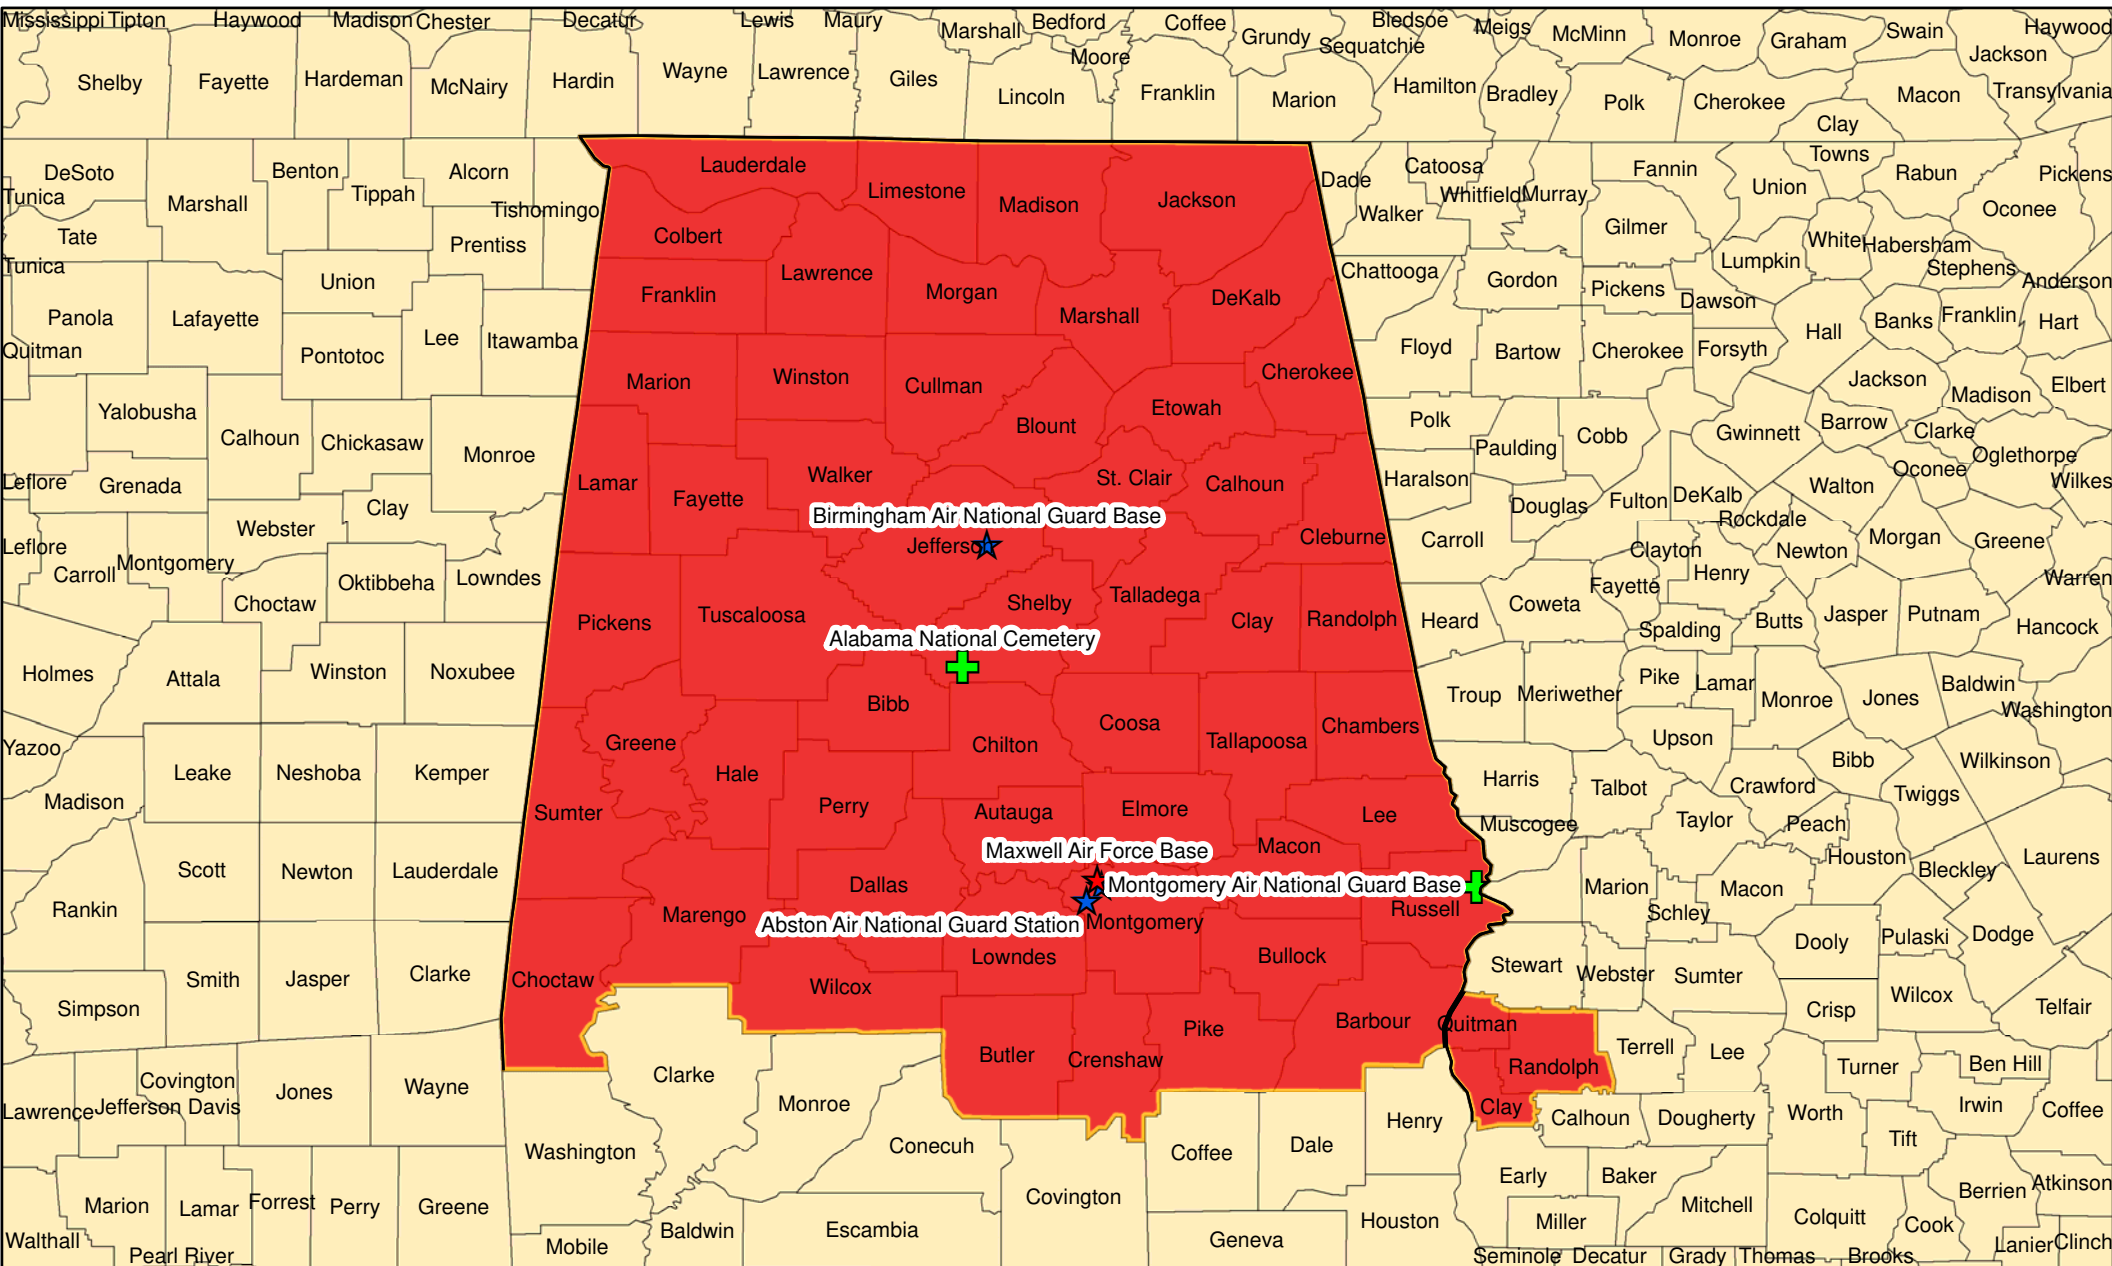 Mississippi Tipton Haywood Madison Chester Decatur Lewis Maury Marshall Bedford Coffee Grundy Bledsoe Meigs McMinn Monroe Graham Swain Haywood
Moore Sequatchie Jackson
Shelby Fayette Hardeman McNairy Hardin Wayne Lawrence Giles Lincoln Franklin Marion Hamilton Bradley Polk Cherokee Macon Transylvania
Clay
DeSoto Benton Alcorn Lauderdale Catoosa Fannin Towns Rabun Pickens
Tunica Marshall Tippah Tishomingo Limestone Madison Jackson Dade Walker Whitfield Murray Union Oconee
Tate Prentiss Colbert Gilmer White Habersham
Tunica Union Franklin Lawrence Morgan DeKalb Chattooga Gordon Pickens Lumpkin Dawson Stephens Anderson
Panola Lafayette Lee Itawamba Marshall Floyd Bartow Cherokee Forsyth Hall Banks Franklin Hart
Quitman Pontotoc
Marion Winston Cullman Cherokee Jackson Madison Elbert
Yalobusha Calhoun Chickasaw Monroe Blount Etowah Polk Paulding Cobb Gwinnett Barrow Clarke
Leflore Grenada Lamar Fayette Walker St. Clair Calhoun Haralson Douglas Fulton DeKalb Walton Oconee Oglethorpe Wilkes
Clay Rockdale
Birmingham Air National Guard Base
Webster Jefferson Cleburne Carroll Clayton Newton Morgan Greene
Leflore Carroll Montgomery Oktibbeha Lowndes Fayette Henry Warren
Choctaw Pickens Tuscaloosa Shelby Talladega Clay Randolph Heard Coweta Spalding Butts Jasper Putnam Hancock
Alabama National Cemetery
Holmes Attala Winston Noxubee Bibb Troup Meriwether Pike Lamar Monroe Jones Baldwin Washington
Yazoo Greene Hale Chilton Coosa Tallapoosa Chambers Upson Bibb Wilkinson
Leake Neshoba Kemper Harris Talbot Crawford Twiggs
Madison Sumter Perry Autauga Elmore Lee Muscogee Taylor Peach
Maxwell Air Force Base
Macon Houston Bleckley Laurens
Scott Newton Lauderdale Dallas
Montgomery Air National Guard Base
Marion Macon
Rankin Marengo Russell Schley
Abston Air National Guard Station
Montgomery Dooly Pulaski Dodge
Smith Jasper Clarke Choctaw Wilcox Lowndes Bullock Stewart Webster Sumter
Simpson Crisp Wilcox Telfair
Butler Crenshaw Pike Barbour Quitman Terrell Lee
Covington Jones Wayne Clarke Randolph Turner Ben Hill
Lawrence Jefferson Davis Monroe Clay Calhoun Dougherty Worth Irwin Coffee
Washington Conecuh Coffee Dale Henry Tift
Marion Lamar Forrest Perry Greene Covington Early Baker Mitchell Berrien Atkinson
Walthall Baldwin Escambia Houston Miller Colquitt Cook
Pearl River Mobile Geneva Seminole Decatur Grady Thomas Brooks Lanier Clinch